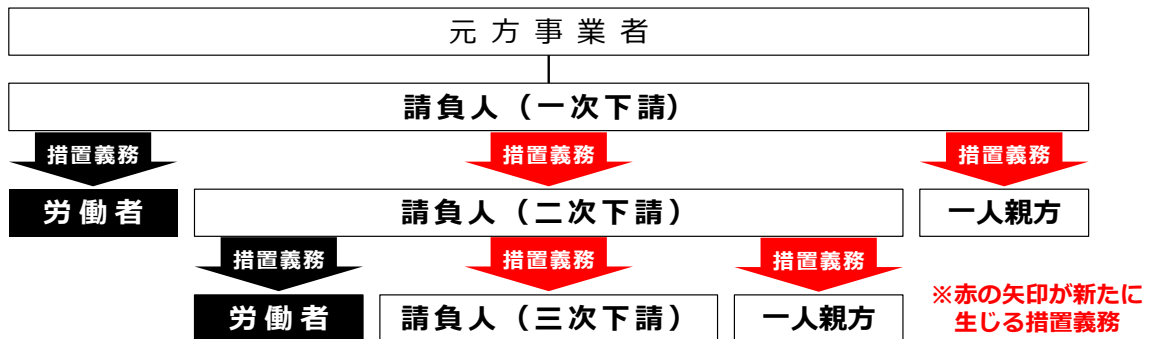 元方事業者
請負人（一次下請）
措置義務 措置義務 措置義務
労働者 請負人（二次下請） 一人親方
措置義務 措置義務 措置義務
労働者 請負人（三次下請） 一人親方
※赤の矢印が新たに
生じる措置義務